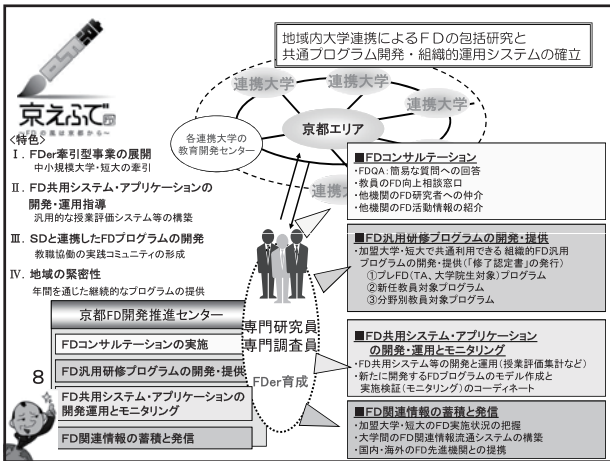 地域内大学連携によるＦＤの包括研究と
共通プログラム開発・組織的運用システムの確立
京えふで
～FDの風は京都から～
連携大学
連携大学
連携大学
京都エリア
各連携大学の
教育開発センター
<特色>
Ⅰ．FDer牽引型事業の展開
中小規模大学・短大の牽引
Ⅱ．FD共用システム・アプリケーションの
開発・運用指導
汎用的な授業評価システム等の構築
Ⅲ．SDと連携したFDプログラムの開発
教職協働の実践コミュニティの形成
Ⅳ．地域の緊密性
年間を通じた継続的なプログラムの提供
京都FD開発推進センター
FDコンサルテーションの実施
FD汎用研修プログラムの開発・提供
FD共用システム・アプリケーションの
開発運用とモニタリング
FD関連情報の蓄積と発信
8
専門研究員
専門調査員
FDer育成
■FDコンサルテーション
・FDQA：簡易な質問への回答
・教員のFD向上相談窓口
・他機関のFD研究者への仲介
・他機関のFD活動情報の紹介
■FD汎用研修プログラムの開発・提供
・加盟大学・短大で共通利用できる組織的FD汎用
プログラムの開発・提供（「修了認定書」の発行）
①プレFD（TA、大学院生対象）プログラム
②新任教員対象プログラム
③分野別教員対象プログラム
■FD共用システム・アプリケーション
の開発・運用とモニタリング
・FD共用システム等の開発と運用（授業評価集計など）
・新たに開発するFDプログラムのモデル作成と
実施検証（モニタリング）のコーディネート
■FD関連情報の蓄積と発信
・加盟大学・短大のFD実施状況の把握
・大学間のFD関連情報流通システムの構築
・国内・海外のFD先進機関との提携